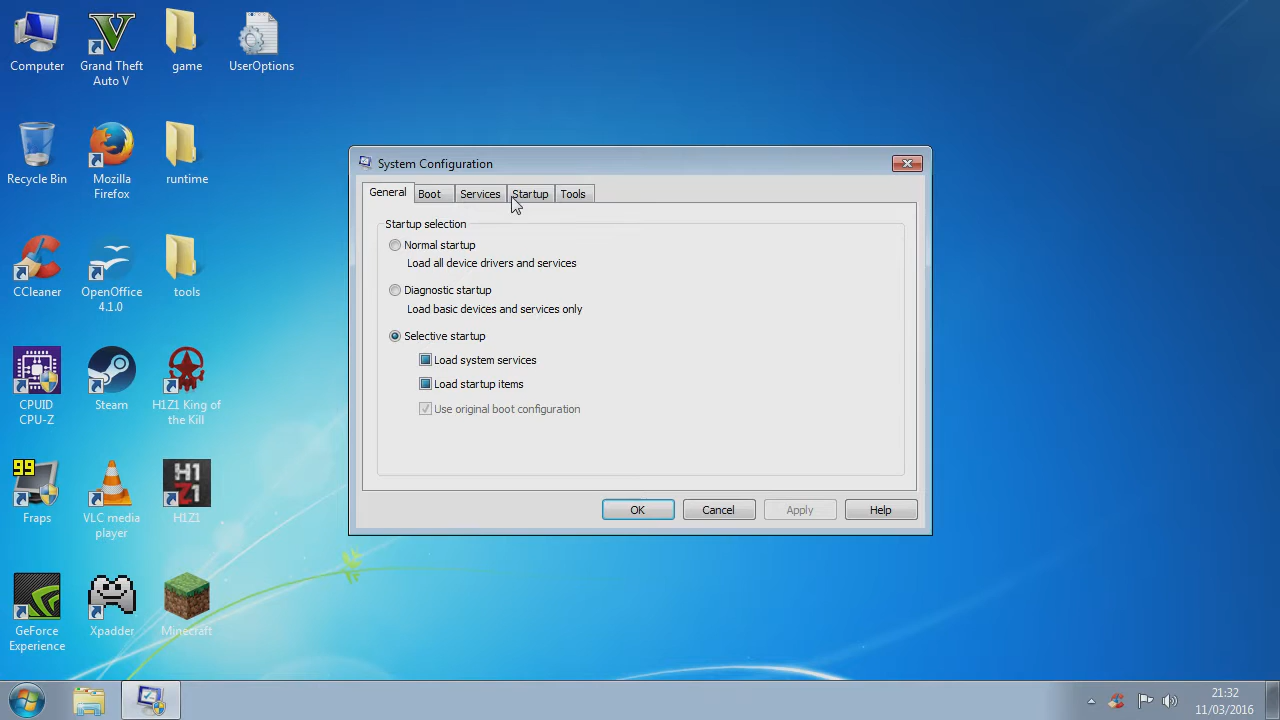 Computer
Grand Theft
Auto V
game
UserOptions
Recycle Bin
Mozilla
Firefox
runtime
CCleaner
OpenOffice
4.1.0
tools
CPUID
CPU-Z
Steam
H1Z1 King of
the Kill
99
Fraps
VLC media
player
H1
Z1
H1Z1
GeForce
Experience
Xpadder
Minecraft
System Configuration
General
Boot
Services
Startup
Tools
Startup selection
Normal startup
Load all device drivers and services
Diagnostic startup
Load basic devices and services only
Selective startup
Load system services
Load startup items
Use original boot configuration
OK
Cancel
Apply
Help
21:32
11/03/2016